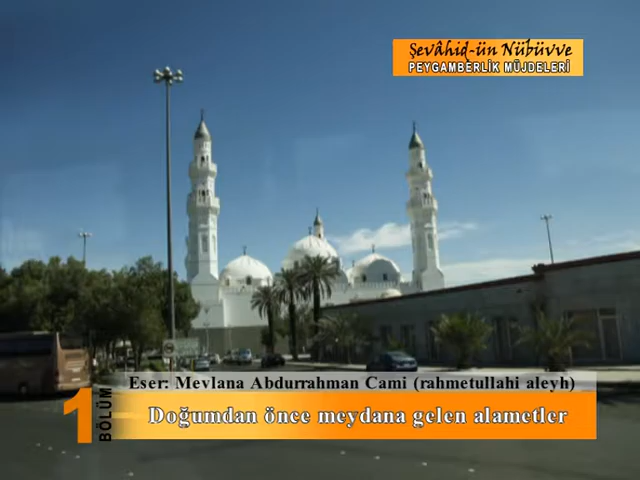 Şevâhid-ün Nübüvve
PEYGAMBERLİK MÜJDELERİ
Eser: Mevlana Abdurrahman Cami (rahmetullahi aleyh)
1 BÖLÜM
Doğumdan önce meydana gelen alametler